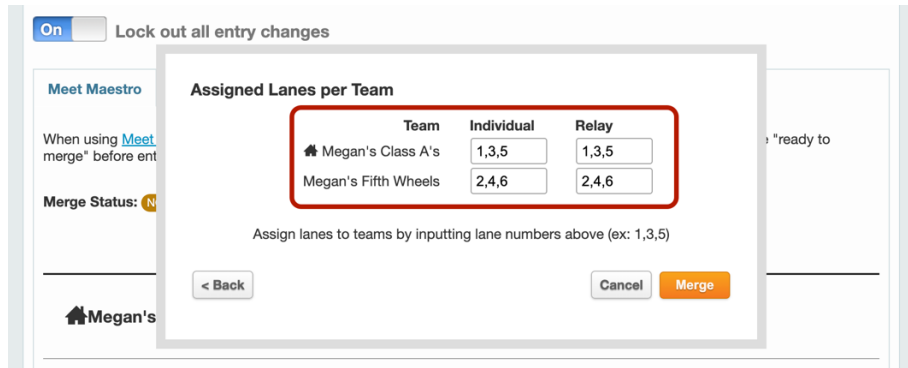 On Lock out all entry changes
Meet Maestro
Assigned Lanes per Team
Team Individual Relay
Megan's Class A's 1,3,5 1,3,5
Megan's Fifth Wheels 2,4,6 2,4,6
When using Meet "ready to
merge" before ent
Merge Status:
Assign lanes to teams by inputting lane numbers above (ex: 1,3,5)
< Back Cancel Merge
Megan's